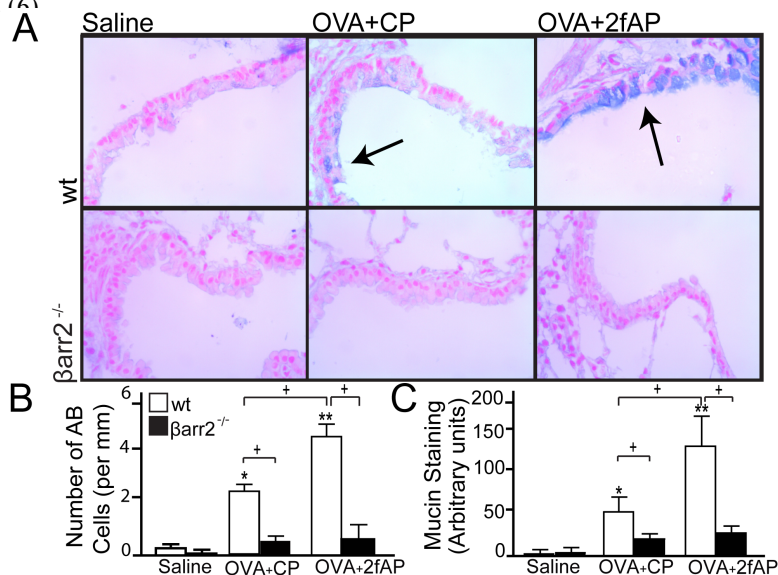 (6)
A
Saline OVA+CP OVA+2fAP
wt
βarr2 -/-
B
Number of AB
Cells (per mm)
6
4
2
0
wt
βarr2-/-
+ +
**
+
*
Saline OVA+CP OVA+2fAP
C
Mucin Staining
(Arbitrary units)
200
150
100
50
0
+ +
**
+
*
Saline OVA+CP OVA+2fAP